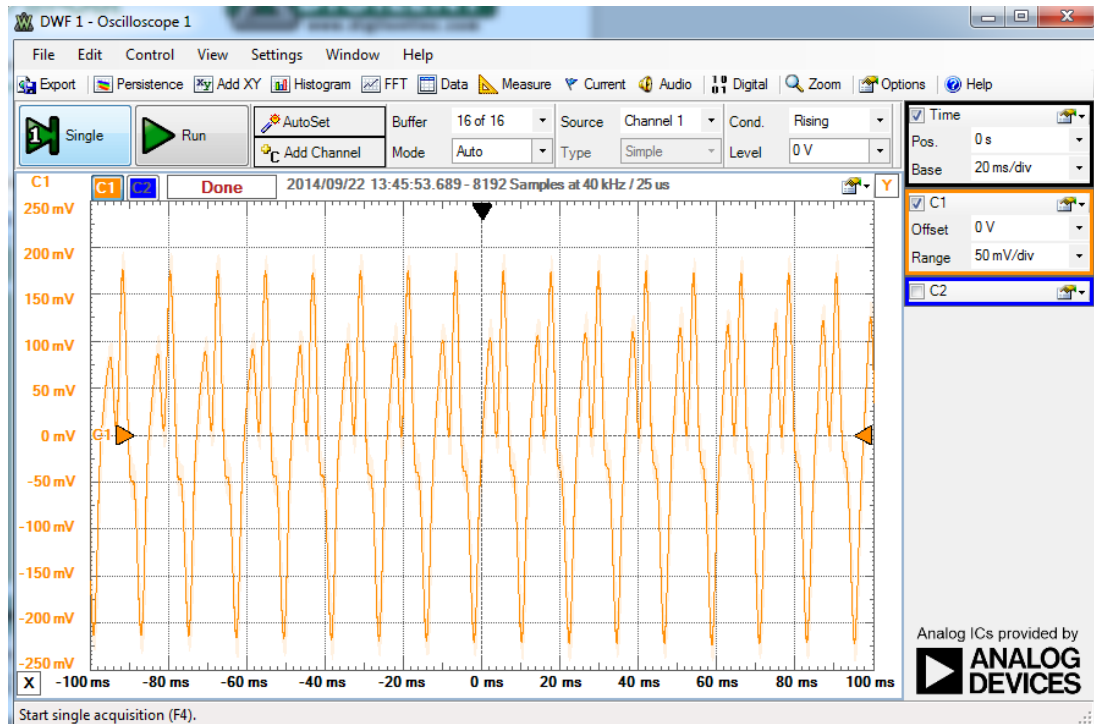 DWF 1 - Oscilloscope 1
File Edit Control View Settings Window Help
Export Persistence Add XY Histogram FFT Data Measure Current Audio Digital Zoom Options Help
Single Run AutoSet Buffer 16 of 16 Source Channel 1 Cond. Rising
Add Channel Mode Auto Type Simple Level 0 V
C1 C1 C2 Done 2014/09/22 13:45:53.689 - 8192 Samples at 40 kHz / 25 us Y
250 mV
200 mV
150 mV
100 mV
50 mV
0 mV
C1
-50 mV
-100 mV
-150 mV
-200 mV
-250 mV
X -100 ms -80 ms -60 ms -40 ms -20 ms 0 ms 20 ms 40 ms 60 ms 80 ms 100 ms
Time
Pos. 0 s
Base 20 ms/div
C1
Offset 0 V
Range 50 mV/div
C2
Analog ICs provided by
ANALOG
DEVICES
Start single acquisition (F4).